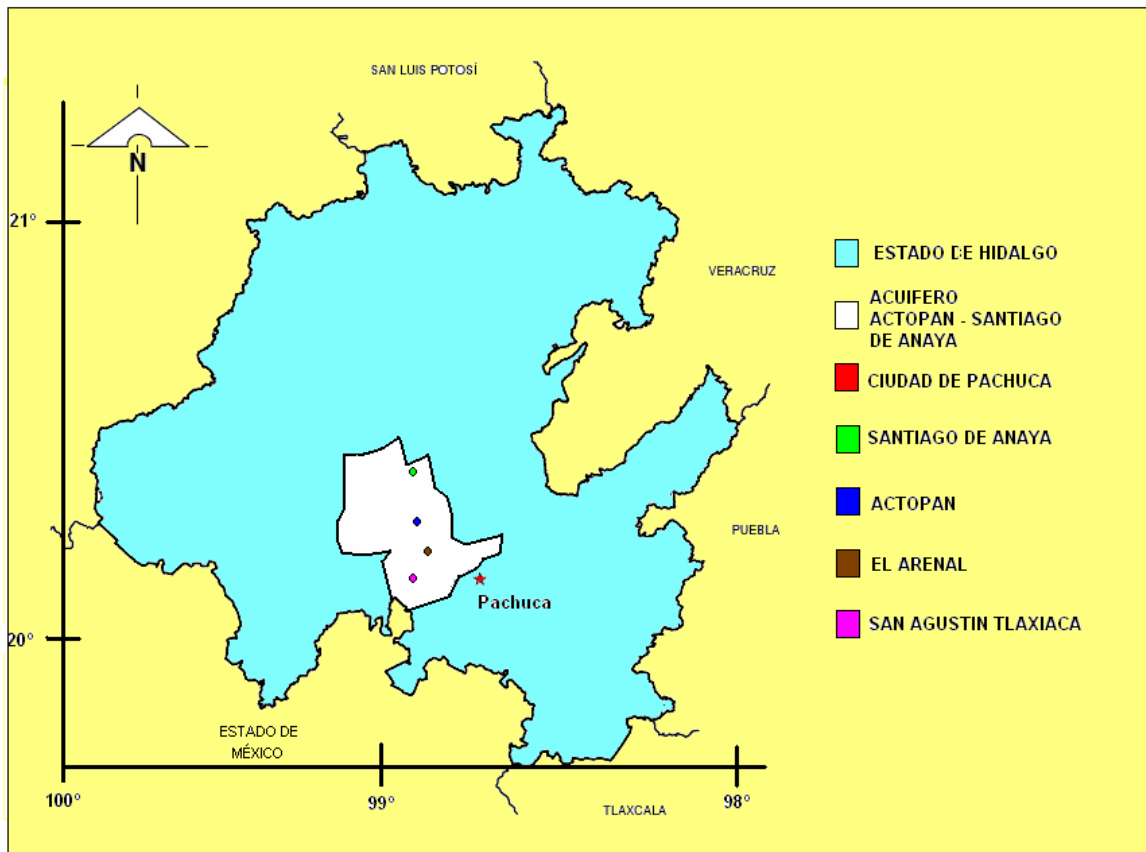 SAN LUIS POTOSÍ
N
21°
VERACRUZ
ESTADO DE HIDALGO
ACUIFERO
ACTOPAN - SANTIAGO
DE ANAYA
CIUDAD DE PACHUCA
SANTIAGO DE ANAYA
ACTOPAN
PUEBLA
EL ARENAL
Pachuca
SAN AGUSTIN TLAXIACA
20°
ESTADO DE
MÉXICO
100°
99°
98°
TLAXCALA